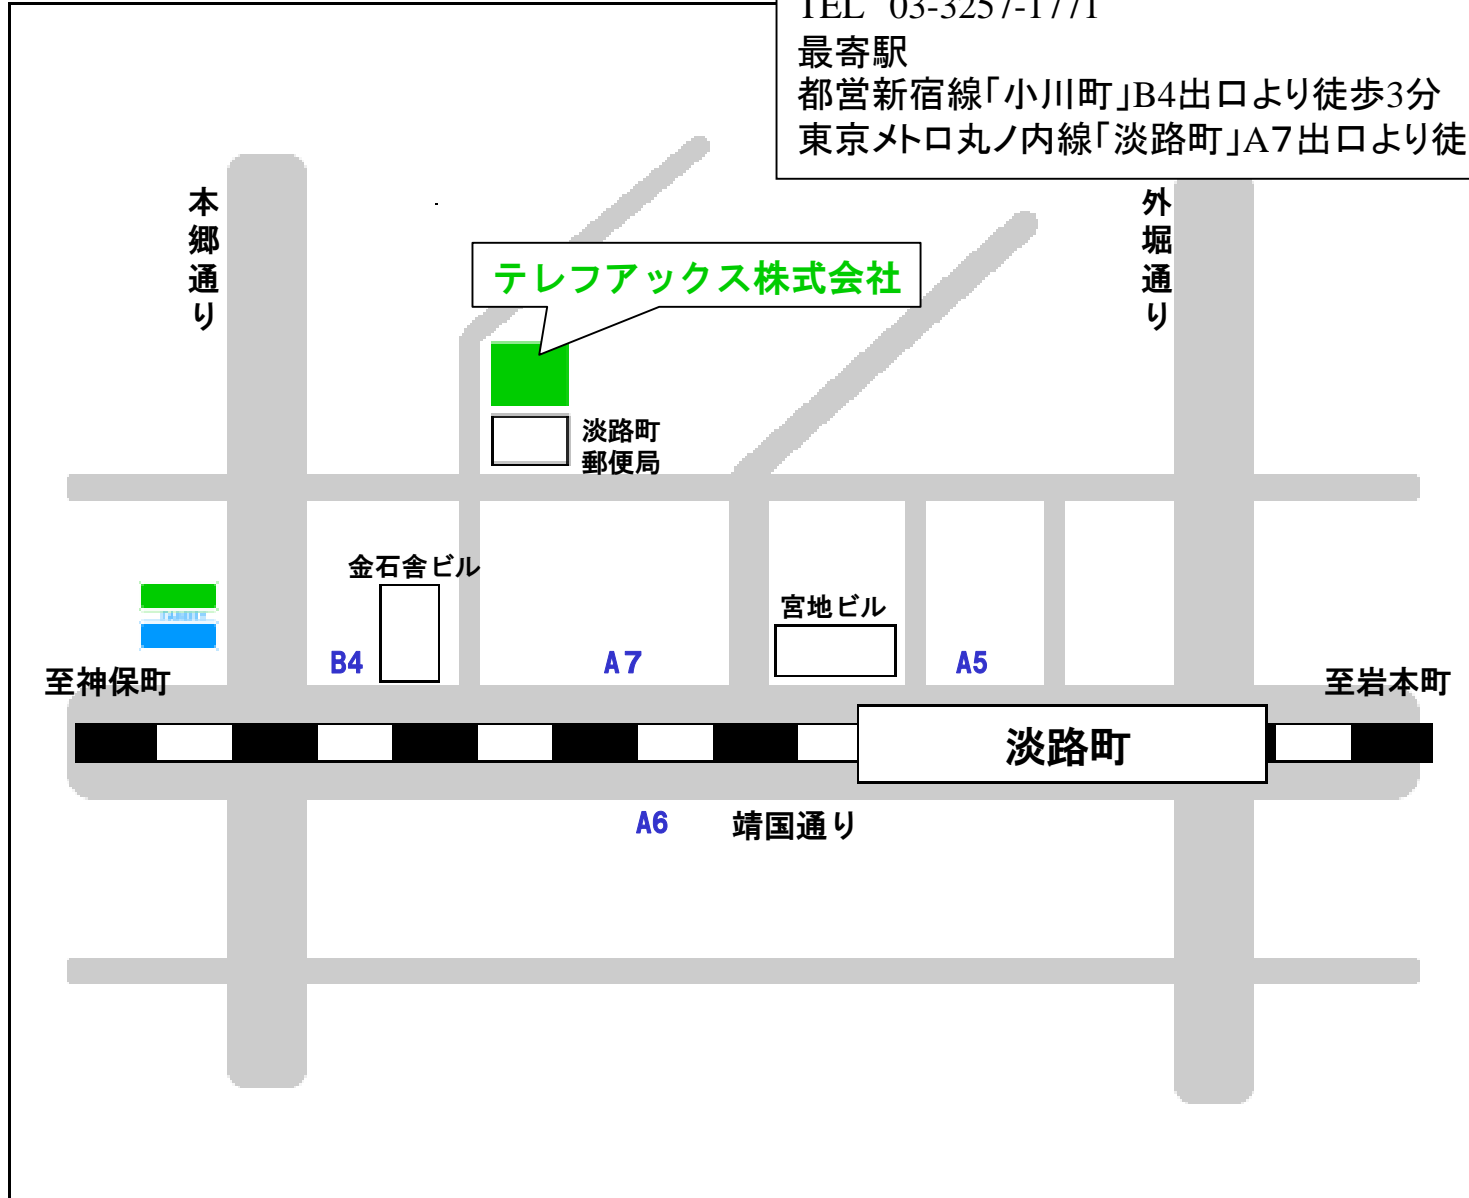 TEL 03-3257-1771
最寄駅
都営新宿線｢小川町｣B4出口より徒歩3分
東京メトロ丸ノ内線｢淡路町｣A7出口より徒
本郷通り
外堀通り
テレフアックス株式会社
淡路町
郵便局
金石舎ビル
宮地ビル
B4
A7
A5
至神保町
至岩本町
淡路町
A6
靖国通り